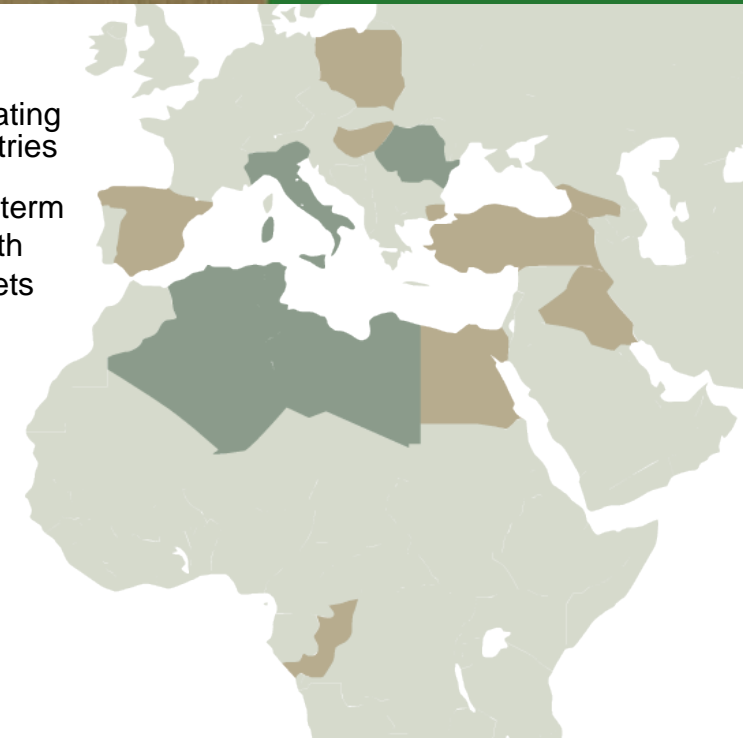 ating
tries
term
th
ets